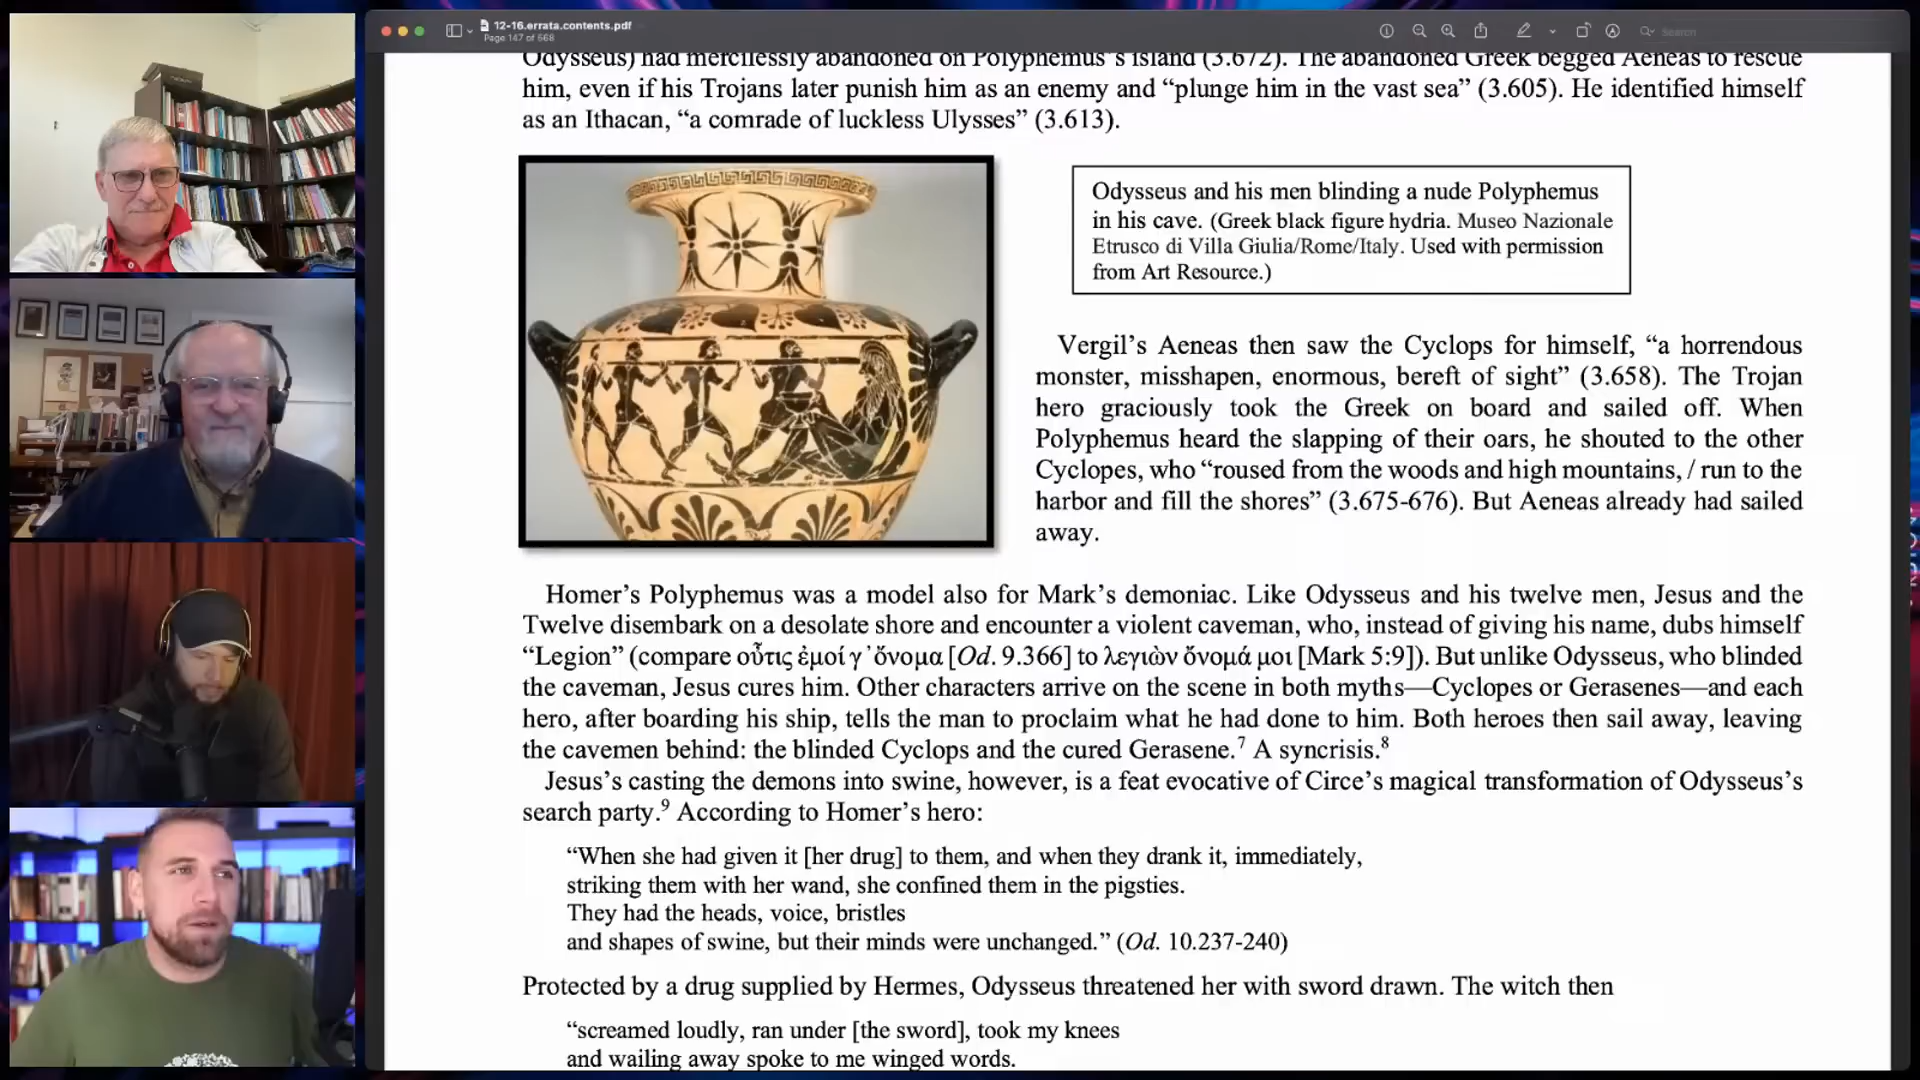 12-16.errata.contents.pdf
Page 147 of 568
Search
Odysseus) had mercilessly abandoned on Polyphemus's island (3.672). The abandoned Greek begged Aeneas to rescue
him, even if his Trojans later punish him as an enemy and “plunge him in the vast sea” (3.605). He identified himself
as an Ithacan, “a comrade of luckless Ulysses” (3.613).
Odysseus and his men blinding a nude Polyphemus
in his cave. (Greek black figure hydria. Museo Nazionale
Etrusco di Villa Giulia/Rome/Italy. Used with permission
from Art Resource.)
Vergil’s Aeneas then saw the Cyclops for himself, “a horrendous
monster, misshapen, enormous, bereft of sight” (3.658). The Trojan
hero graciously took the Greek on board and sailed off. When
Polyphemus heard the slapping of their oars, he shouted to the other
Cyclopes, who “roused from the woods and high mountains, / run to the
harbor and fill the shores” (3.675-676). But Aeneas already had sailed
away.
Homer’s Polyphemus was a model also for Mark’s demoniac. Like Odysseus and his twelve men, Jesus and the
Twelve disembark on a desolate shore and encounter a violent caveman, who, instead of giving his name, dubs himself
“Legion” (compare οὖτις ἐμοί γ ᾽ὄνομα [Od. 9.366] to λεγιὼν ὄνομά μοι [Mark 5:9]). But unlike Odysseus, who blinded
the caveman, Jesus cures him. Other characters arrive on the scene in both myths—Cyclopes or Gerasenes—and each
hero, after boarding his ship, tells the man to proclaim what he had done to him. Both heroes then sail away, leaving
the cavemen behind: the blinded Cyclops and the cured Gerasene.7 A syncrisis.8
Jesus’s casting the demons into swine, however, is a feat evocative of Circe’s magical transformation of Odysseus’s
search party.9 According to Homer’s hero:
“When she had given it [her drug] to them, and when they drank it, immediately,
striking them with her wand, she confined them in the pigsties.
They had the heads, voice, bristles
and shapes of swine, but their minds were unchanged.” (Od. 10.237-240)
Protected by a drug supplied by Hermes, Odysseus threatened her with sword drawn. The witch then
“screamed loudly, ran under [the sword], took my knees
and wailing away spoke to me winged words.